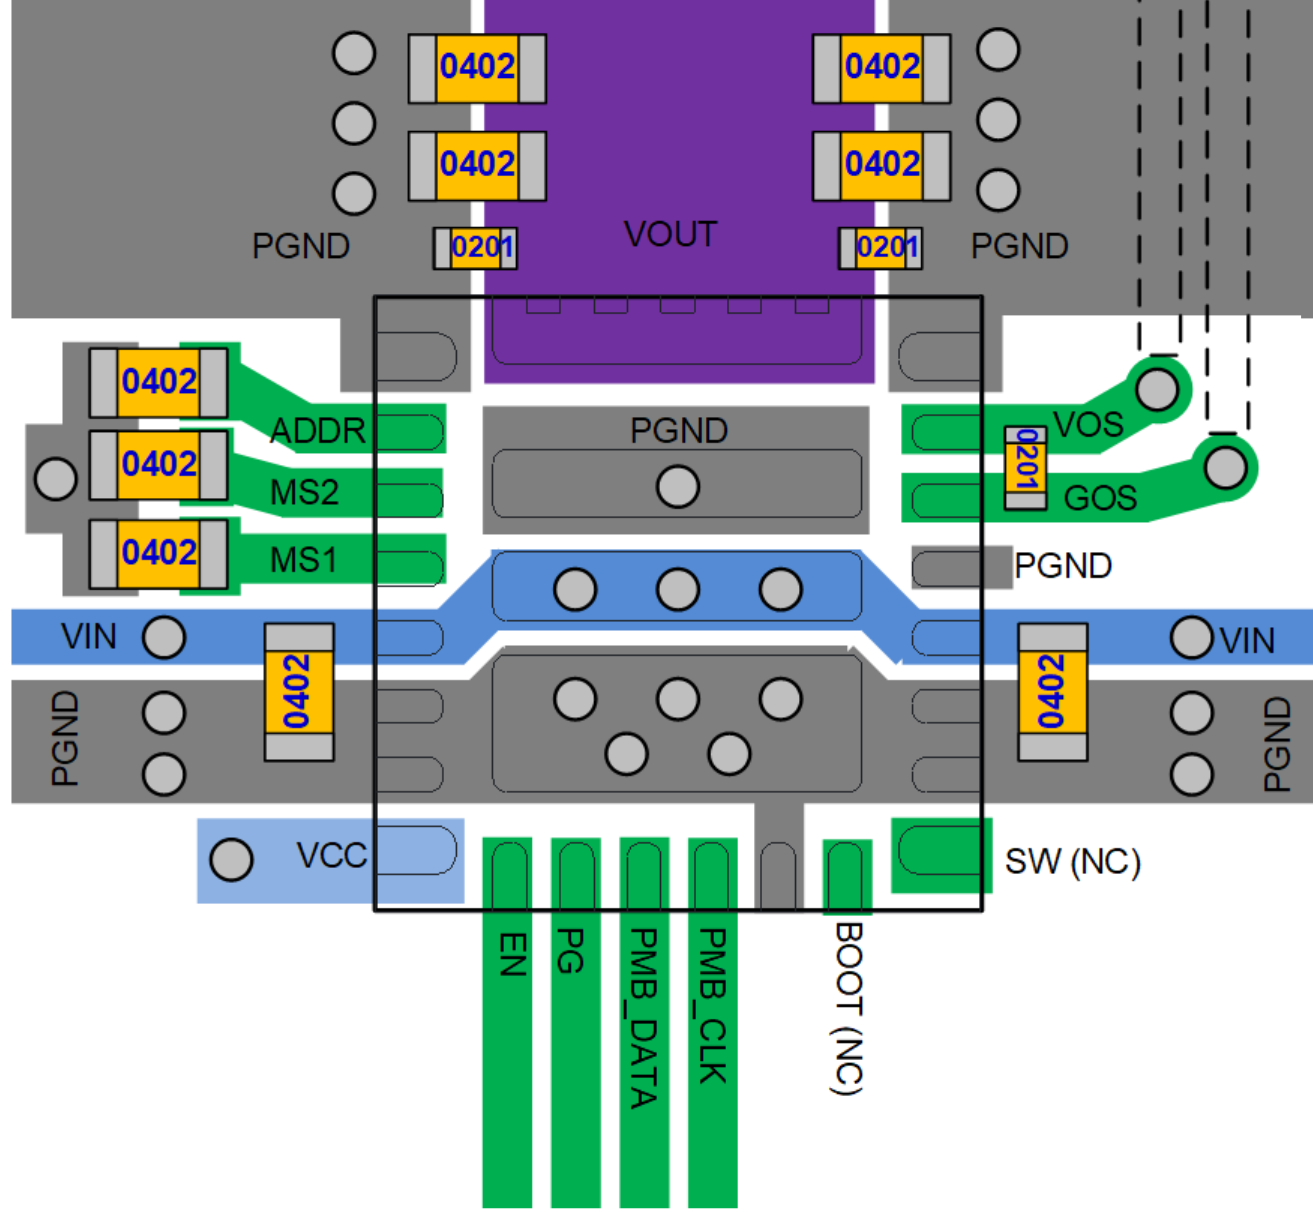 0402
0402
0402
0402
VOUT
PGND
0201
0201
PGND
0402
ADDR
PGND
VOS
0402
MS2
0201
GOS
0402
MS1
PGND
VIN
VIN
0402
0402
PGND
PGND
VCC
SW (NC)
EN
PG
PMB_DATA
PMB_CLK
BOOT (NC)